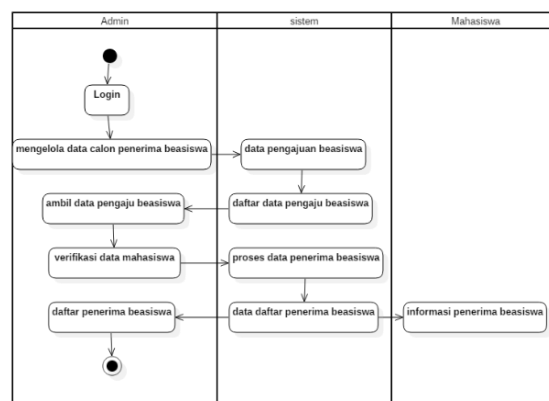 Admin
sistem
Mahasiswa
Login
mengelola data calon penerima beasiswa
data pengajuan beasiswa
ambil data pengaju beasiswa
daftar data pengaju beasiswa
verifikasi data mahasiswa
proses data penerima beasiswa
daftar penerima beasiswa
data daftar penerima beasiswa
informasi penerima beasiswa